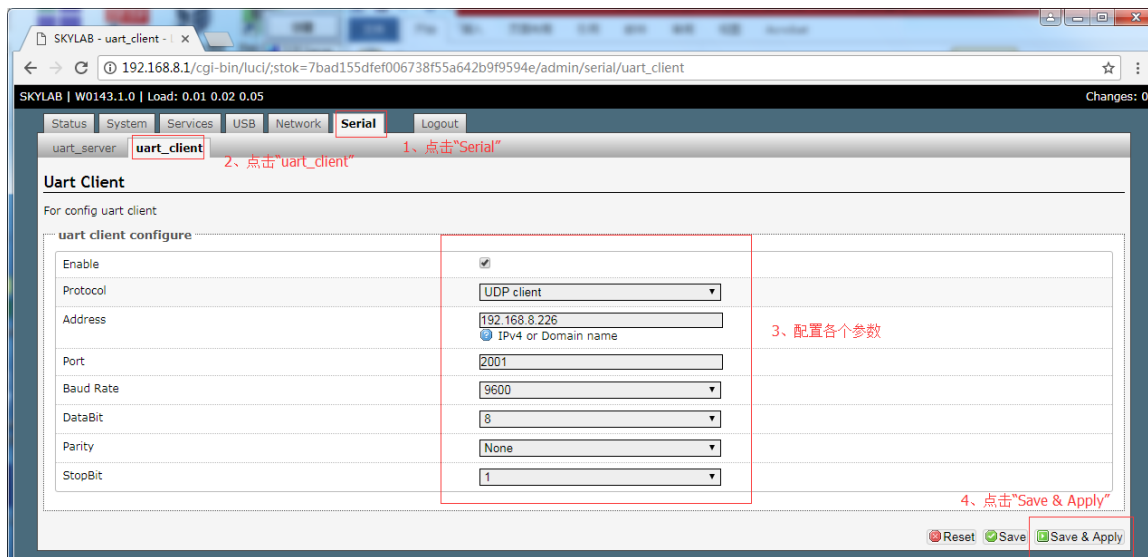 SKYLAB - uart_client - L
192.168.8.1/cgi-bin/luci/;stok=7bad155dfef006738f55a642b9f9594e/admin/serial/uart_client
SKYLAB | W0143.1.0 | Load: 0.01 0.02 0.05 Changes: 0
Status System Services USB Network Serial Logout
uart_server uart_client
1、点击“Serial”
2、点击“uart_client”
Uart Client
For config uart client
uart client configure
Enable
Protocol UDP client
Address 192.168.8.226
IPv4 or Domain name
3、配置各个参数
Port 2001
Baud Rate 9600
DataBit 8
Parity None
StopBit 1
4、点击“Save & Apply”
Reset Save Save & Apply